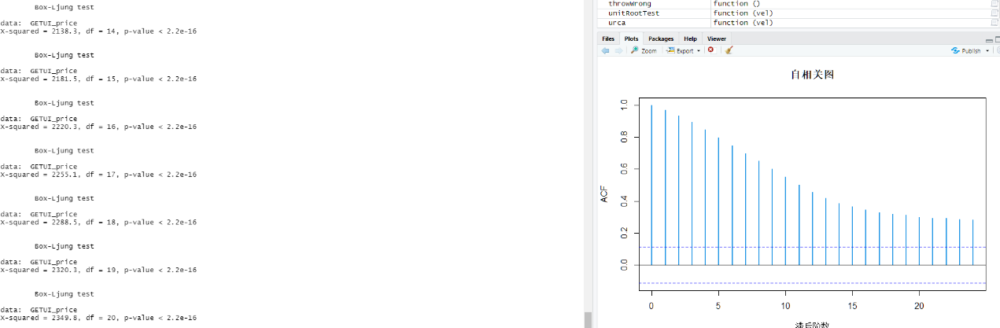 Box-Ljung test
data:  GETUI_price
X-squared = 2138.3, df = 14, p-value < 2.2e-16
Box-Ljung test
data:  GETUI_price
X-squared = 2181.5, df = 15, p-value < 2.2e-16
Box-Ljung test
data:  GETUI_price
X-squared = 2220.3, df = 16, p-value < 2.2e-16
Box-Ljung test
data:  GETUI_price
X-squared = 2255.1, df = 17, p-value < 2.2e-16
Box-Ljung test
data:  GETUI_price
X-squared = 2288.5, df = 18, p-value < 2.2e-16
Box-Ljung test
data:  GETUI_price
X-squared = 2320.3, df = 19, p-value < 2.2e-16
Box-Ljung test
data:  GETUI_price
X-squared = 2349.8, df = 20, p-value < 2.2e-16
throwWrong function ()
unitRootTest function (vel)
urca function (vel)
Files Plots Packages Help Viewer
Zoom Export Publish
自相关图
1.0
0.8
0.6
0.4
0.2
0.0
ACF
0 5 10 15 20
滞后阶数